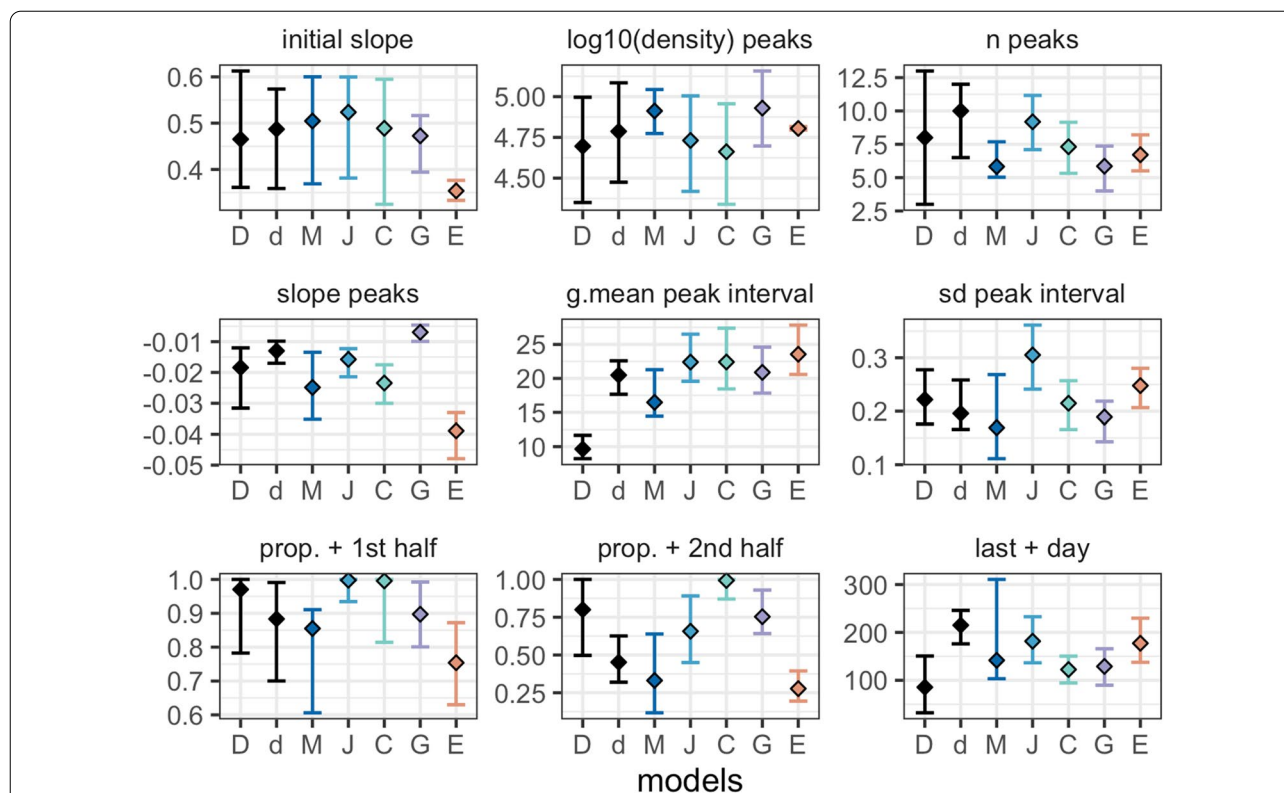 initial slope
0.6
0.5
0.4
D d M J C G E
log10(density) peaks
5.00
4.75
4.50
D d M J C G E
n peaks
12.5
10.0
7.5
5.0
2.5
D d M J C G E
slope peaks
-0.01
-0.02
-0.03
-0.04
-0.05
D d M J C G E
g.mean peak interval
25
20
15
10
D d M J C G E
sd peak interval
0.3
0.2
0.1
D d M J C G E
prop. + 1st half
1.0
0.9
0.8
0.7
0.6
D d M J C G E
prop. + 2nd half
1.00
0.75
0.50
0.25
D d M J C G E
last + day
300
200
100
D d M J C G E
models